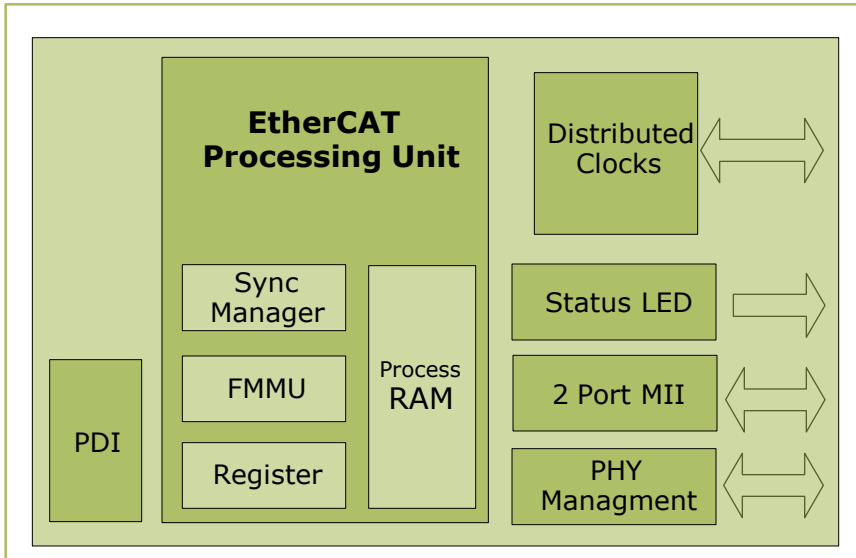 EtherCAT
Processing Unit
Sync
Manager
FMMU
Register
Process
RAM
PDI
Distributed
Clocks
Status LED
2 Port MII
PHY
Managment